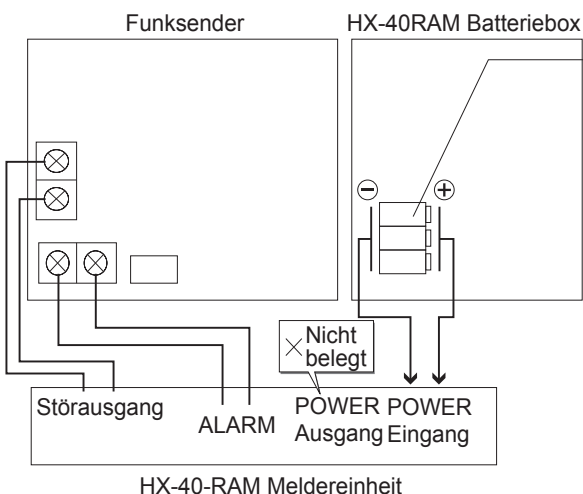 Funksender
HX-40RAM Batteriebox
− +
Nicht
belegt
Störausgang
ALARM
POWER
Ausgang
POWER
Eingang
HX-40-RAM Meldereinheit